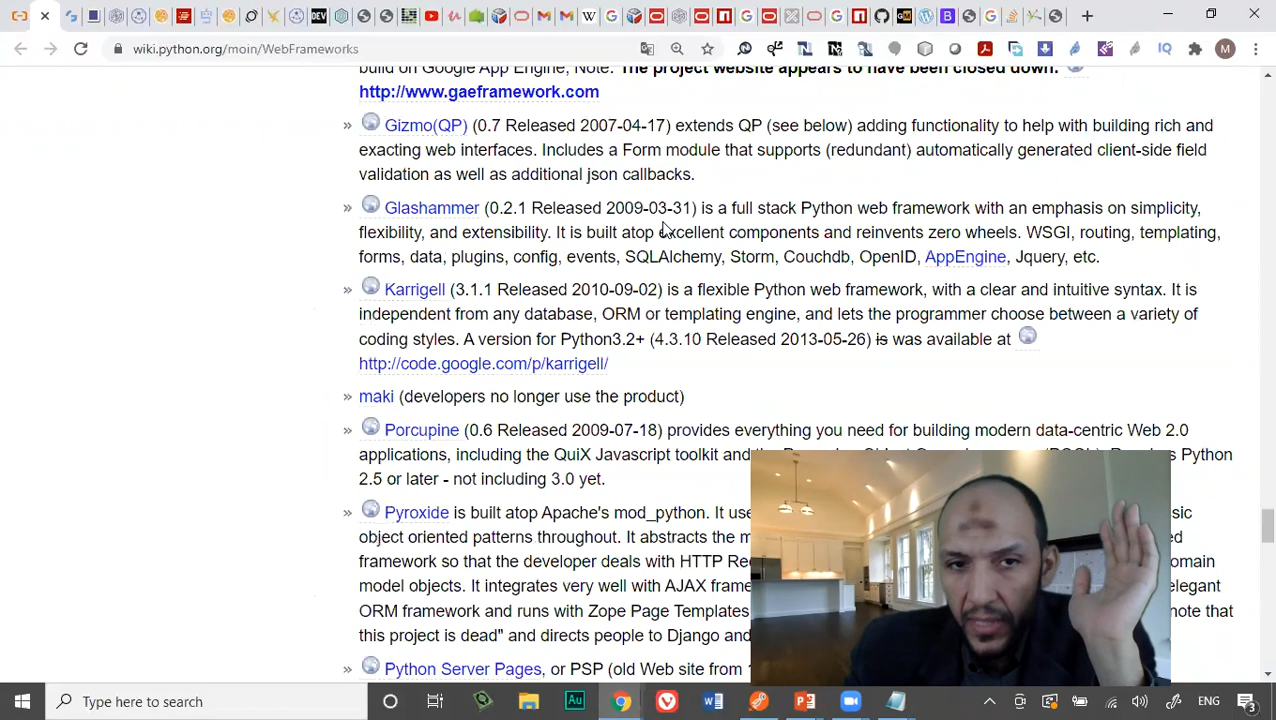 wiki.python.org/moin/WebFrameworks
build on Google App Engine, Note: The project website appears to have been closed down.
http://www.gaeframework.com
» Gizmo(QP) (0.7 Released 2007-04-17) extends QP (see below) adding functionality to help with building rich and
exacting web interfaces. Includes a Form module that supports (redundant) automatically generated client-side field
validation as well as additional json callbacks.
» Glashammer (0.2.1 Released 2009-03-31) is a full stack Python web framework with an emphasis on simplicity,
flexibility, and extensibility. It is built atop excellent components and reinvents zero wheels. WSGI, routing, templating,
forms, data, plugins, config, events, SQLAlchemy, Storm, Couchdb, OpenID, AppEngine, Jquery, etc.
» Karrigell (3.1.1 Released 2010-09-02) is a flexible Python web framework, with a clear and intuitive syntax. It is
independent from any database, ORM or templating engine, and lets the programmer choose between a variety of
coding styles. A version for Python3.2+ (4.3.10 Released 2013-05-26) is was available at
http://code.google.com/p/karrigell/
» maki (developers no longer use the product)
» Porcupine (0.6 Released 2009-07-18) provides everything you need for building modern data-centric Web 2.0
applications, including the QuiX Javascript toolkit and the Python
2.5 or later - not including 3.0 yet.
» Pyroxide is built atop Apache's mod_python. It
object oriented patterns throughout. It abstracts the
framework so that the developer deals with HTTP
model objects. It integrates very well with AJAX
ORM framework and runs with Zope Page Templates note that
this project is dead" and directs people to Django and
» Python Server Pages, or PSP (old Web site from
Type here to search
ENG
3